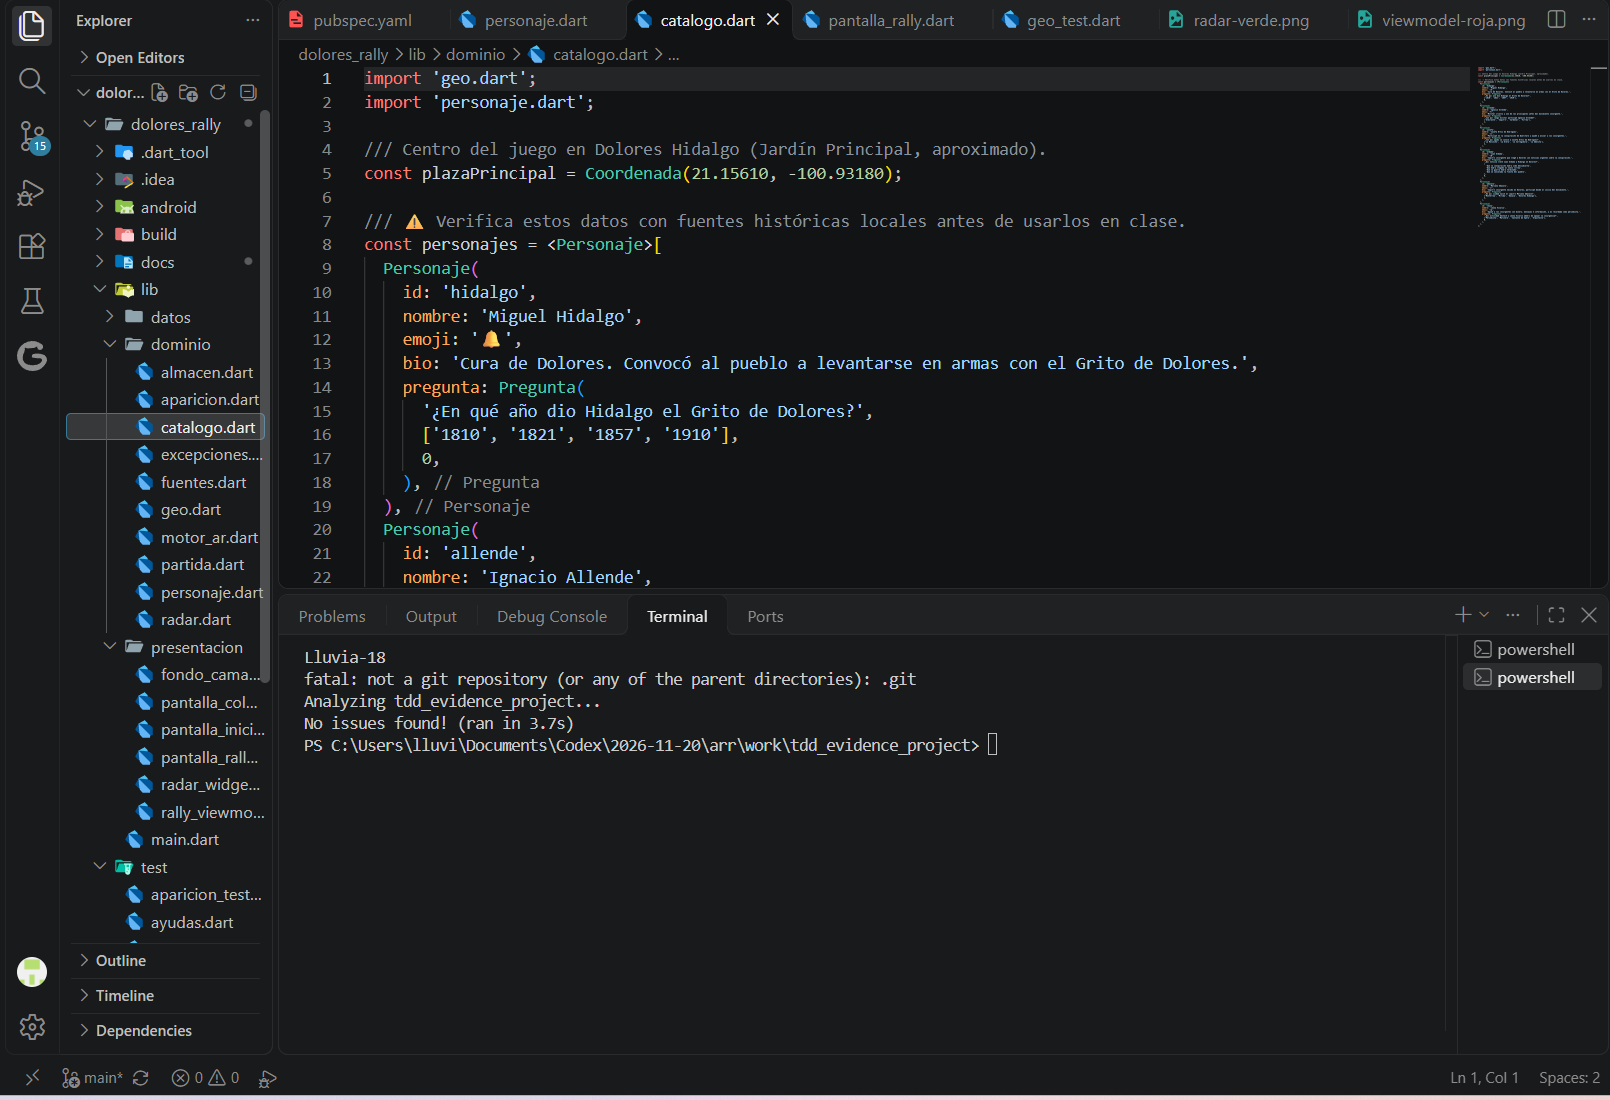 Explorer
Open Editors
dolor...
dolores_rally
.dart_tool
.idea
android
build
docs
lib
datos
dominio
almacen.dart
aparicion.dart
catalogo.dart
excepciones....
fuentes.dart
geo.dart
motor_ar.dart
partida.dart
personaje.dart
radar.dart
presentacion
fondo_cama...
pantalla_col...
pantalla_inici...
pantalla_rall...
radar_widge...
rally_viewmo...
main.dart
test
aparicion_test...
ayudas.dart
Outline
Timeline
Dependencies
15
pubspec.yaml
personaje.dart
catalogo.dart
pantalla_rally.dart
geo_test.dart
radar-verde.png
viewmodel-roja.png
dolores_rally > lib > dominio > catalogo.dart > ...
1 import 'geo.dart';
2 import 'personaje.dart';
3
4 /// Centro del juego en Dolores Hidalgo (Jardín Principal, aproximado).
5 const plazaPrincipal = Coordenada(21.15610, -100.93180);
6
7 /// ⚠️ Verifica estos datos con fuentes históricas locales antes de usarlos en clase.
8 const personajes = <Personaje>[
9 Personaje(
10 id: 'hidalgo',
11 nombre: 'Miguel Hidalgo',
12 emoji: '🔔',
13 bio: 'Cura de Dolores. Convocó al pueblo a levantarse en armas con el Grito de Dolores.',
14 pregunta: Pregunta(
15 '¿En qué año dio Hidalgo el Grito de Dolores?',
16 ['1810', '1821', '1857', '1910'],
17 0,
18 ), // Pregunta
19 ), // Personaje
20 Personaje(
21 id: 'allende',
22 nombre: 'Ignacio Allende',
Problems
Output
Debug Console
Terminal
Ports
Lluvia-18
fatal: not a git repository (or any of the parent directories): .git
Analyzing tdd_evidence_project...
No issues found! (ran in 3.7s)
PS C:\Users\lluvi\Documents\Codex\2026-11-20\arr\work\tdd_evidence_project>
powershell
powershell
main*
0
0
Ln 1, Col 1
Spaces: 2